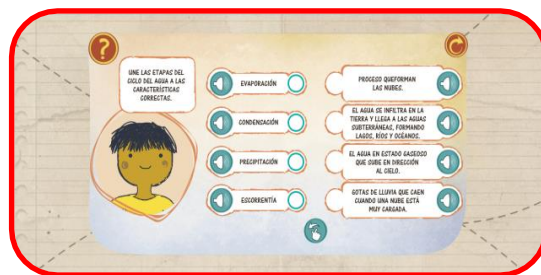 ?
UNE LAS ETAPAS DEL
CICLO DEL AGUA A LAS
CARACTERÍSTICAS
CORRECTAS.
EVAPORACIÓN
CONDENSACIÓN
PRECIPITACIÓN
ESCORRENTÍA
PROCESO QUEFORMAN
LAS NUBES.
EL AGUA SE INFILTRA EN LA
TIERRA Y LLEGA A LAS AGUAS
SUBTERRÁNEAS, FORMANDO
LAGOS, RÍOS Y OCÉANOS.
EL AGUA EN ESTADO GASEOSO
QUE SUBE EN DIRECCIÓN
AL CIELO.
GOTAS DE LLUVIA QUE CAEN
CUANDO UNA NUBE ESTÁ
MUY CARGADA.